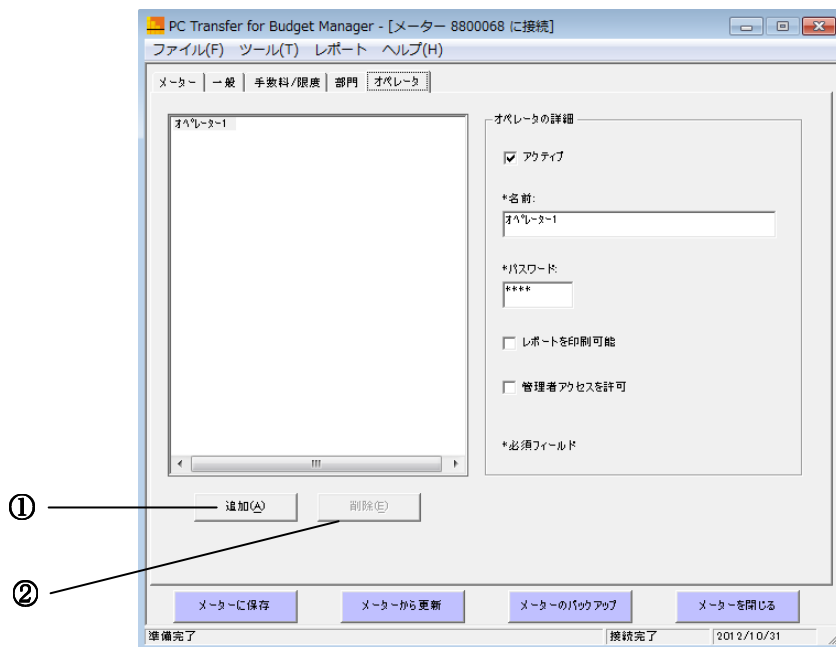 PC Transfer for Budget Manager - [メーター 8800068 に接続]
ファイル(F) ツール(T) レポート ヘルプ(H)
メーター 一般 手数料/限度 部門 オペレータ
オペレーター1
オペレータの詳細
アクティブ
*名前:
オペレーター1
*パスワード:
****
レポートを印刷可能
管理者アクセスを許可
*必須フィールド
① 追加(A) 削除(E)
②
メーターに保存 メーターから更新 メーターのバックアップ メーターを閉じる
準備完了 接続完了 2012/10/31